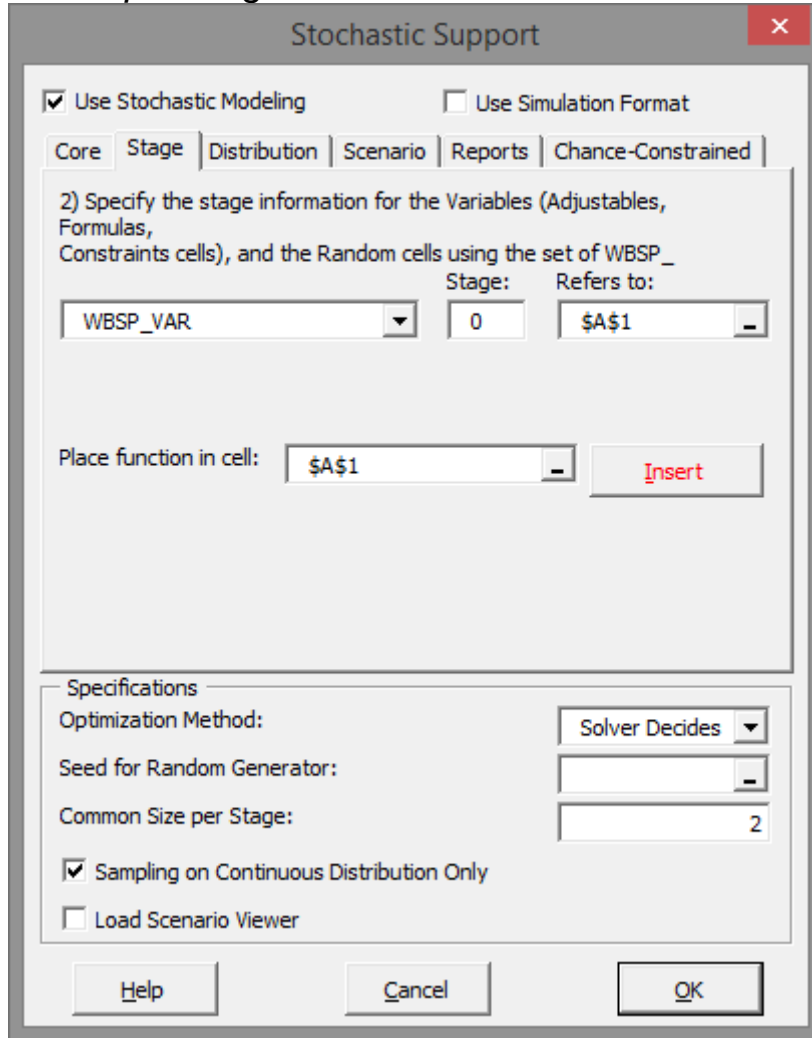 Stochastic Support
Use Stochastic Modeling
Use Simulation Format
Core Stage Distribution Scenario Reports Chance-Constrained
2) Specify the stage information for the Variables (Adjustables,
Formulas,
Constraints cells), and the Random cells using the set of WBSP_
Stage: Refers to:
WBSP_VAR 0 $A$1
Place function in cell: $A$1 Insert
Specifications
Optimization Method: Solver Decides
Seed for Random Generator:
Common Size per Stage: 2
Sampling on Continuous Distribution Only
Load Scenario Viewer
Help Cancel OK